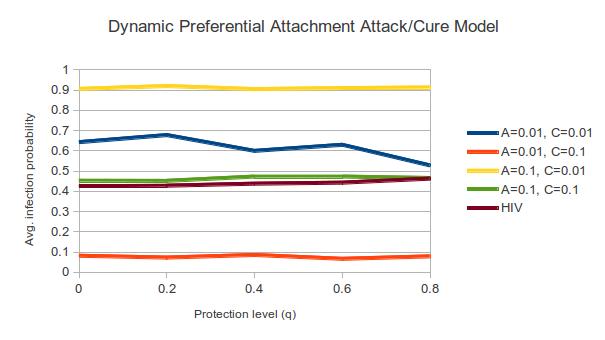 Dynamic Preferential Attachment Attack/Cure Model
1
0.9
0.8
0.7
0.6
0.5
0.4
0.3
0.2
0.1
0
Avg. infection probability
0 0.2 0.4 0.6 0.8
Protection level (q)
A=0.01, C=0.01
A=0.01, C=0.1
A=0.1, C=0.01
A=0.1, C=0.1
HIV